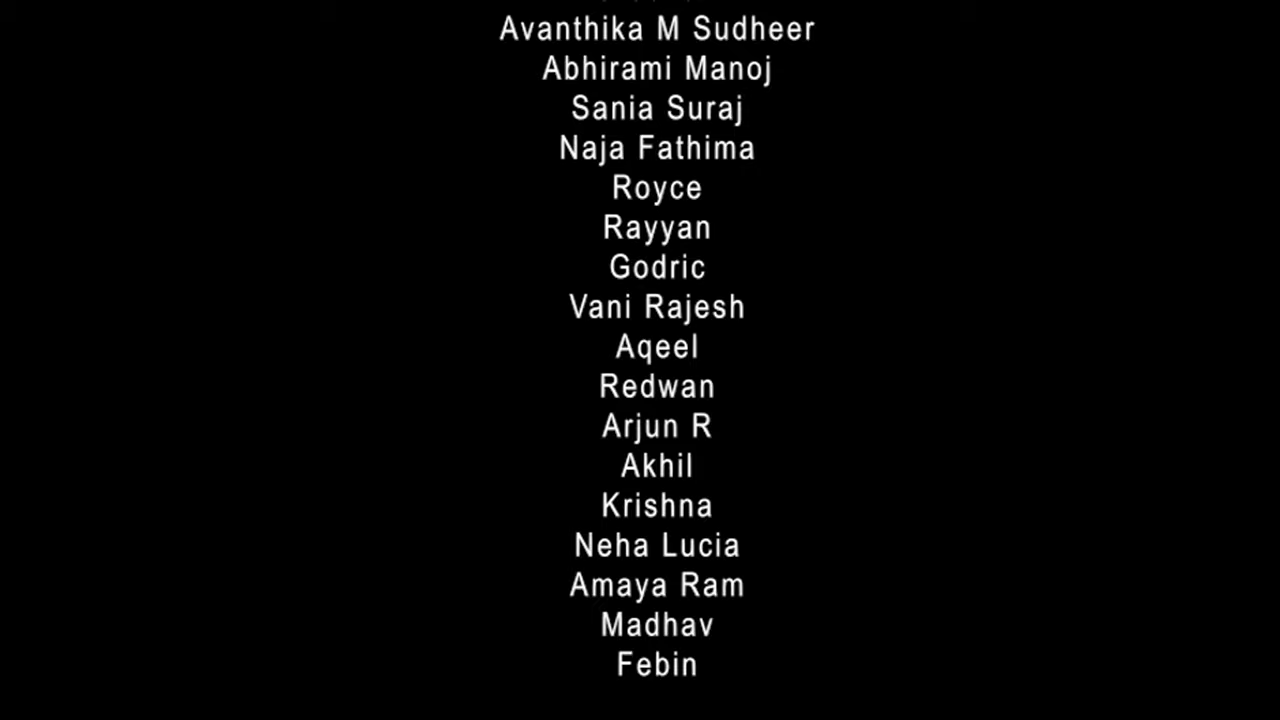 Avanthika M Sudheer
Abhirami Manoj
Sania Suraj
Naja Fathima
Royce
Rayyan
Godric
Vani Rajesh
Aqeel
Redwan
Arjun R
Akhil
Krishna
Neha Lucia
Amaya Ram
Madhav
Febin